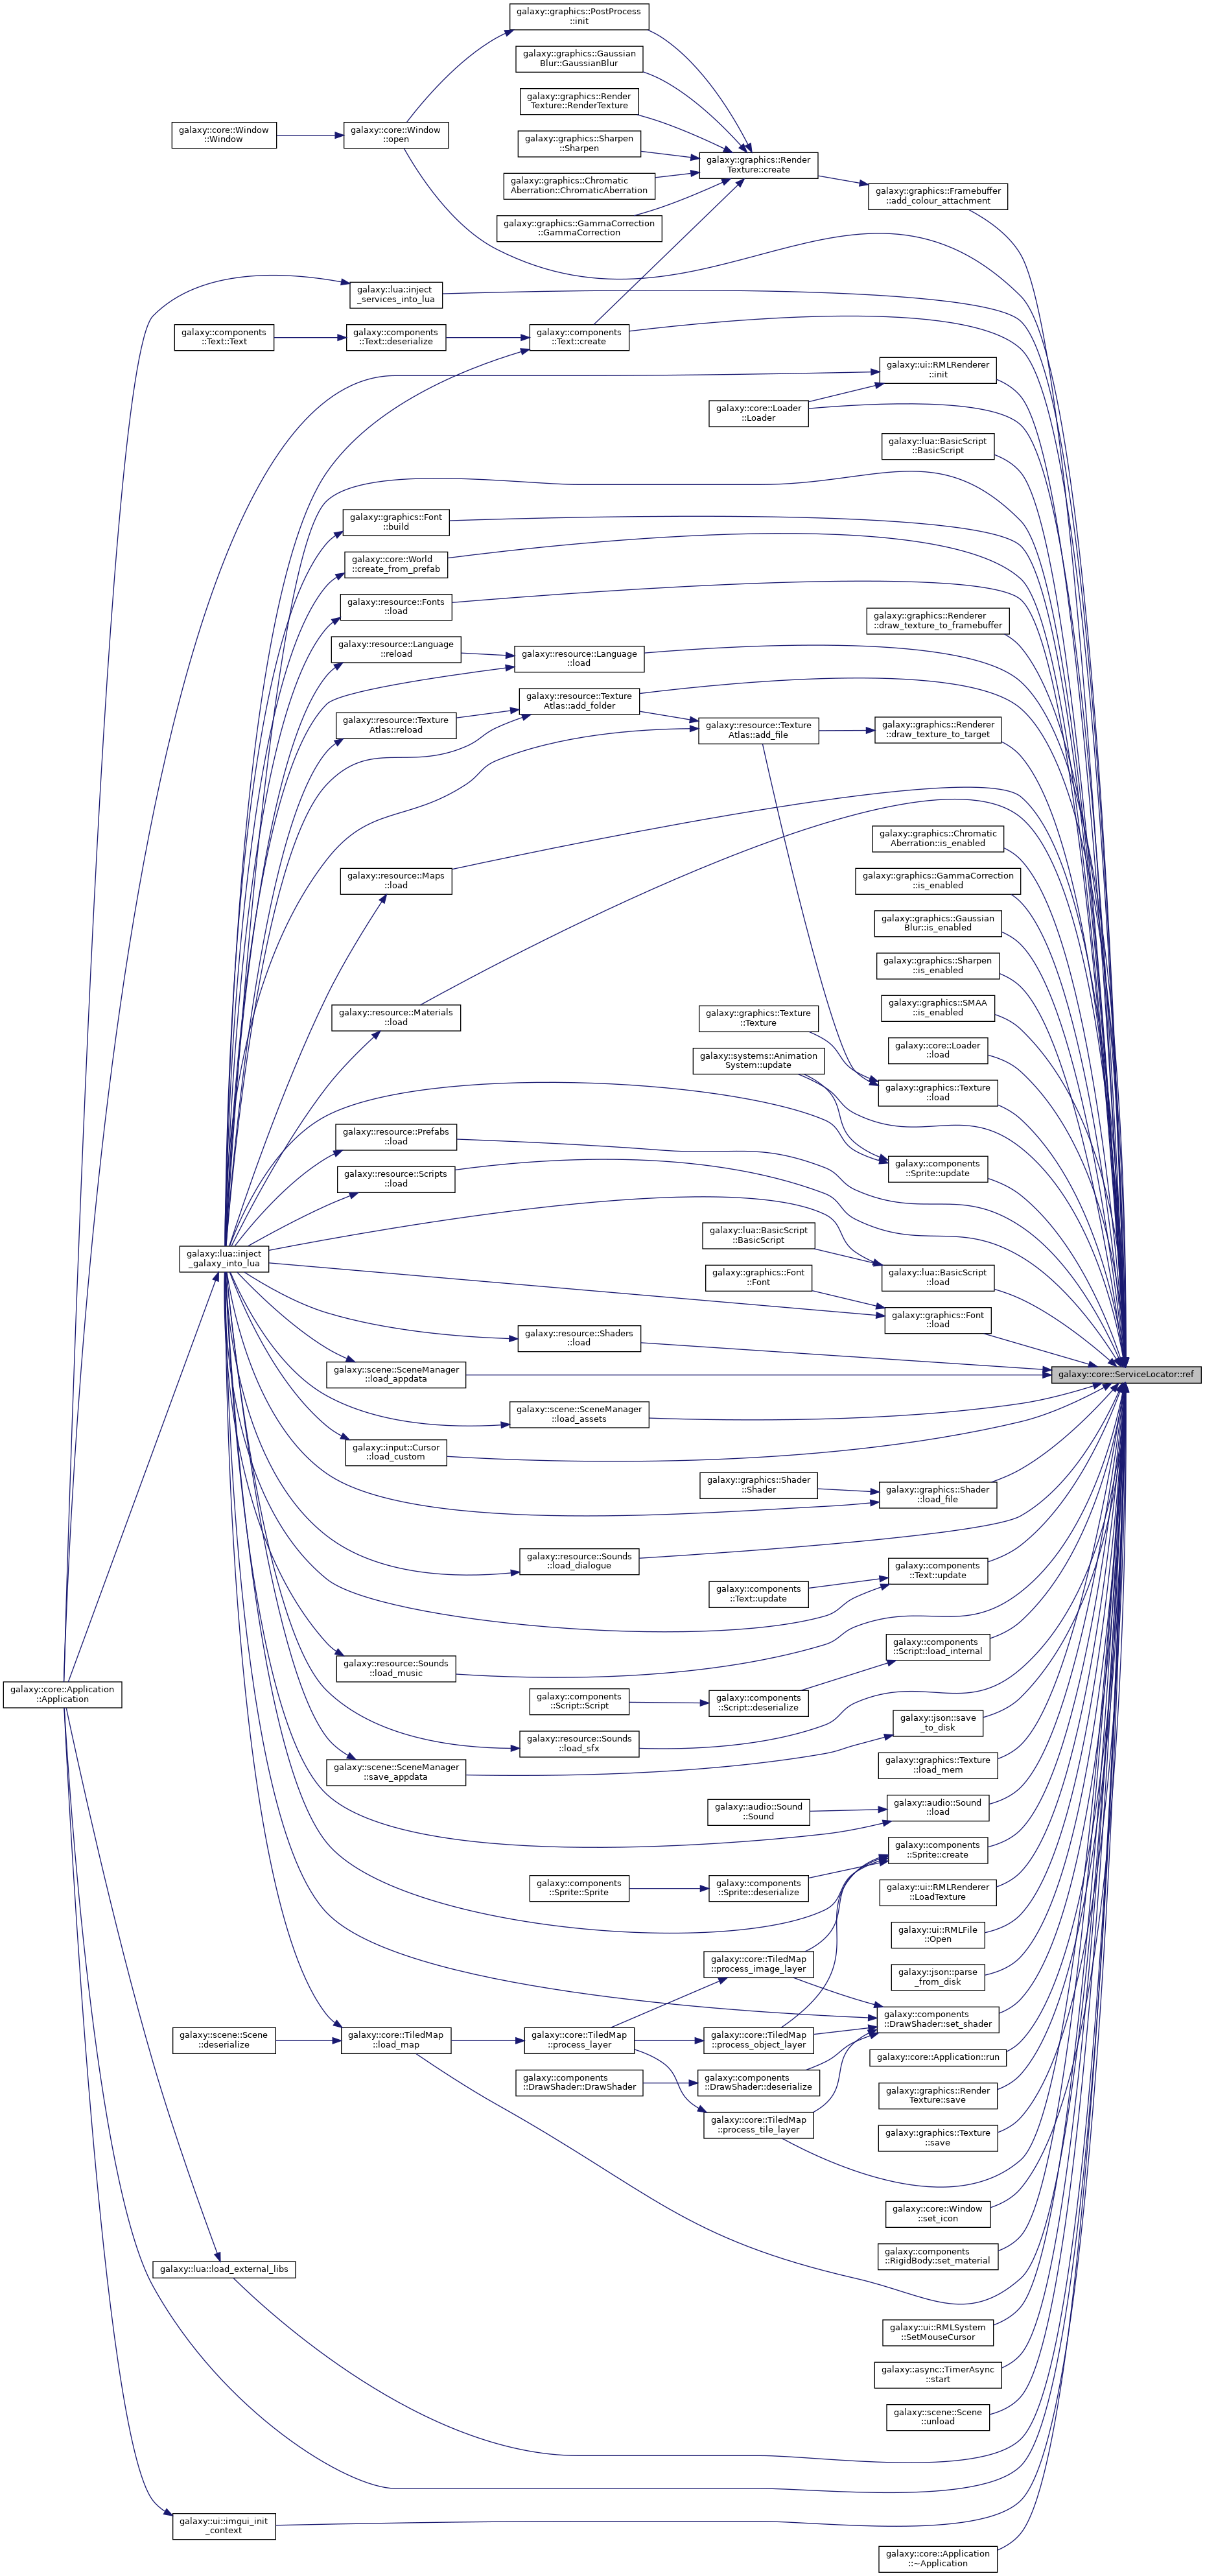 galaxy::graphics::PostProcess
::init
galaxy::graphics::Gaussian
Blur::GaussianBlur
galaxy::graphics::Render
Texture::RenderTexture
galaxy::core::Window
::Window
galaxy::core::Window
::open
galaxy::graphics::Sharpen
::Sharpen
galaxy::graphics::Render
Texture::create
galaxy::graphics::Chromatic
Aberration::ChromaticAberration
galaxy::graphics::Framebuffer
::add_colour_attachment
galaxy::graphics::GammaCorrection
::GammaCorrection
galaxy::lua::inject
_services_into_lua
galaxy::components
::Text::Text
galaxy::components
::Text::deserialize
galaxy::components
::Text::create
galaxy::ui::RMLRenderer
::init
galaxy::core::Loader
::Loader
galaxy::lua::BasicScript
::BasicScript
galaxy::graphics::Font
::build
galaxy::core::World
::create_from_prefab
galaxy::resource::Fonts
::load
galaxy::graphics::Renderer
::draw_texture_to_framebuffer
galaxy::resource::Language
::reload
galaxy::resource::Language
::load
galaxy::resource::Texture
Atlas::add_folder
galaxy::resource::Texture
Atlas::reload
galaxy::resource::Texture
Atlas::add_file
galaxy::graphics::Renderer
::draw_texture_to_target
galaxy::graphics::Chromatic
Aberration::is_enabled
galaxy::resource::Maps
::load
galaxy::graphics::GammaCorrection
::is_enabled
galaxy::graphics::Gaussian
Blur::is_enabled
galaxy::graphics::Sharpen
::is_enabled
galaxy::resource::Materials
::load
galaxy::graphics::Texture
::Texture
galaxy::graphics::SMAA
::is_enabled
galaxy::systems::Animation
System::update
galaxy::core::Loader
::load
galaxy::graphics::Texture
::load
galaxy::resource::Prefabs
::load
galaxy::components
::Sprite::update
galaxy::resource::Scripts
::load
galaxy::lua::BasicScript
::BasicScript
galaxy::lua::inject
_galaxy_into_lua
galaxy::graphics::Font
::Font
galaxy::lua::BasicScript
::load
galaxy::graphics::Font
::load
galaxy::resource::Shaders
::load
galaxy::scene::SceneManager
::load_appdata
galaxy::core::ServiceLocator::ref
galaxy::scene::SceneManager
::load_assets
galaxy::input::Cursor
::load_custom
galaxy::graphics::Shader
::Shader
galaxy::graphics::Shader
::load_file
galaxy::resource::Sounds
::load_dialogue
galaxy::components
::Text::update
galaxy::components
::Text::update
galaxy::components
::Script::load_internal
galaxy::resource::Sounds
::load_music
galaxy::core::Application
::Application
galaxy::components
::Script::Script
galaxy::components
::Script::deserialize
galaxy::json::save
_to_disk
galaxy::resource::Sounds
::load_sfx
galaxy::scene::SceneManager
::save_appdata
galaxy::graphics::Texture
::load_mem
galaxy::audio::Sound
::Sound
galaxy::audio::Sound
::load
galaxy::components
::Sprite::create
galaxy::components
::Sprite::Sprite
galaxy::components
::Sprite::deserialize
galaxy::ui::RMLRenderer
::LoadTexture
galaxy::ui::RMLFile
::Open
galaxy::core::TiledMap
::process_image_layer
galaxy::json::parse
_from_disk
galaxy::components
::DrawShader::set_shader
galaxy::scene::Scene
::deserialize
galaxy::core::TiledMap
::load_map
galaxy::core::TiledMap
::process_layer
galaxy::core::TiledMap
::process_object_layer
galaxy::core::Application::run
galaxy::components
::DrawShader::DrawShader
galaxy::components
::DrawShader::deserialize
galaxy::graphics::Render
Texture::save
galaxy::core::TiledMap
::process_tile_layer
galaxy::graphics::Texture
::save
galaxy::core::Window
::set_icon
galaxy::components
::RigidBody::set_material
galaxy::lua::load_external_libs
galaxy::ui::RMLSystem
::SetMouseCursor
galaxy::async::TimerAsync
::start
galaxy::scene::Scene
::unload
galaxy::ui::imgui_init
_context
galaxy::core::Application
::~Application